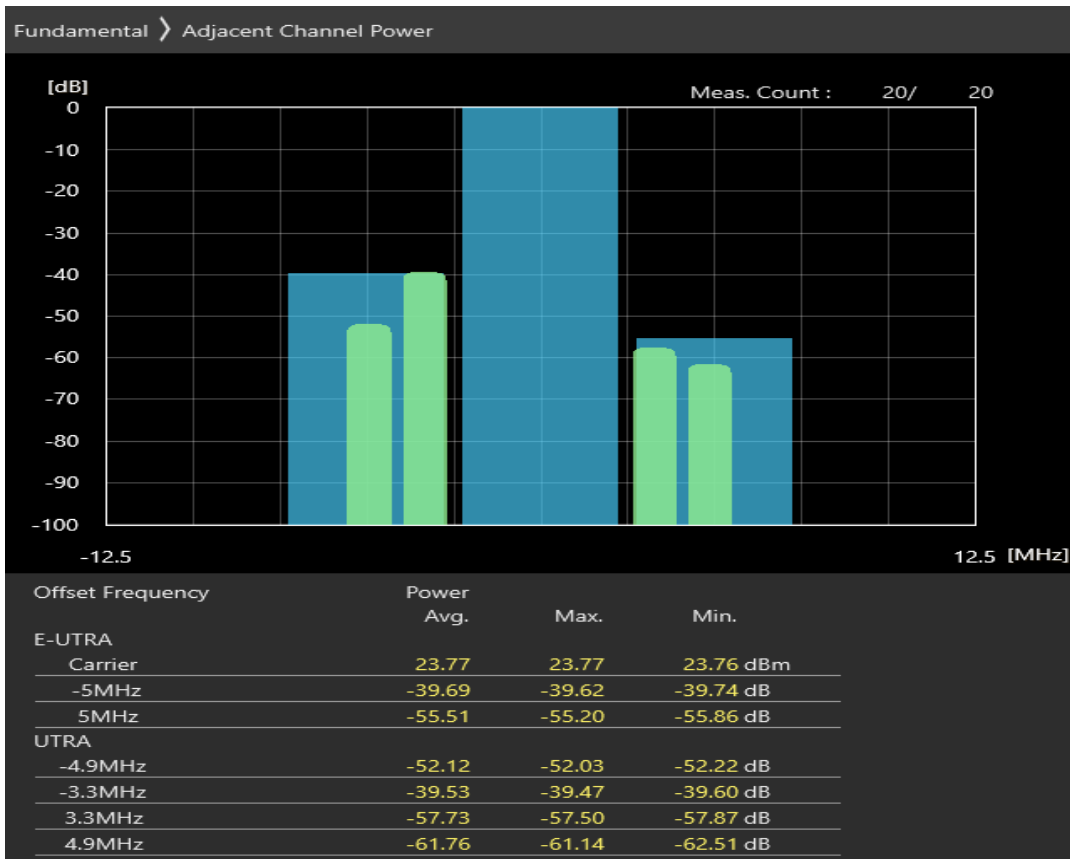 Fundamental 〉 Adjacent Channel Power
[dB]
Meas. Count : 20/ 20
0
-10
-20
-30
-40
-50
-60
-70
-80
-90
-100
-12.5 12.5 [MHz]
Offset Frequency Power
Avg. Max. Min.
E-UTRA
Carrier 23.77 23.77 23.76 dBm
-5MHz -39.69 -39.62 -39.74 dB
5MHz -55.51 -55.20 -55.86 dB
UTRA
-4.9MHz -52.12 -52.03 -52.22 dB
-3.3MHz -39.53 -39.47 -39.60 dB
3.3MHz -57.73 -57.50 -57.87 dB
4.9MHz -61.76 -61.14 -62.51 dB